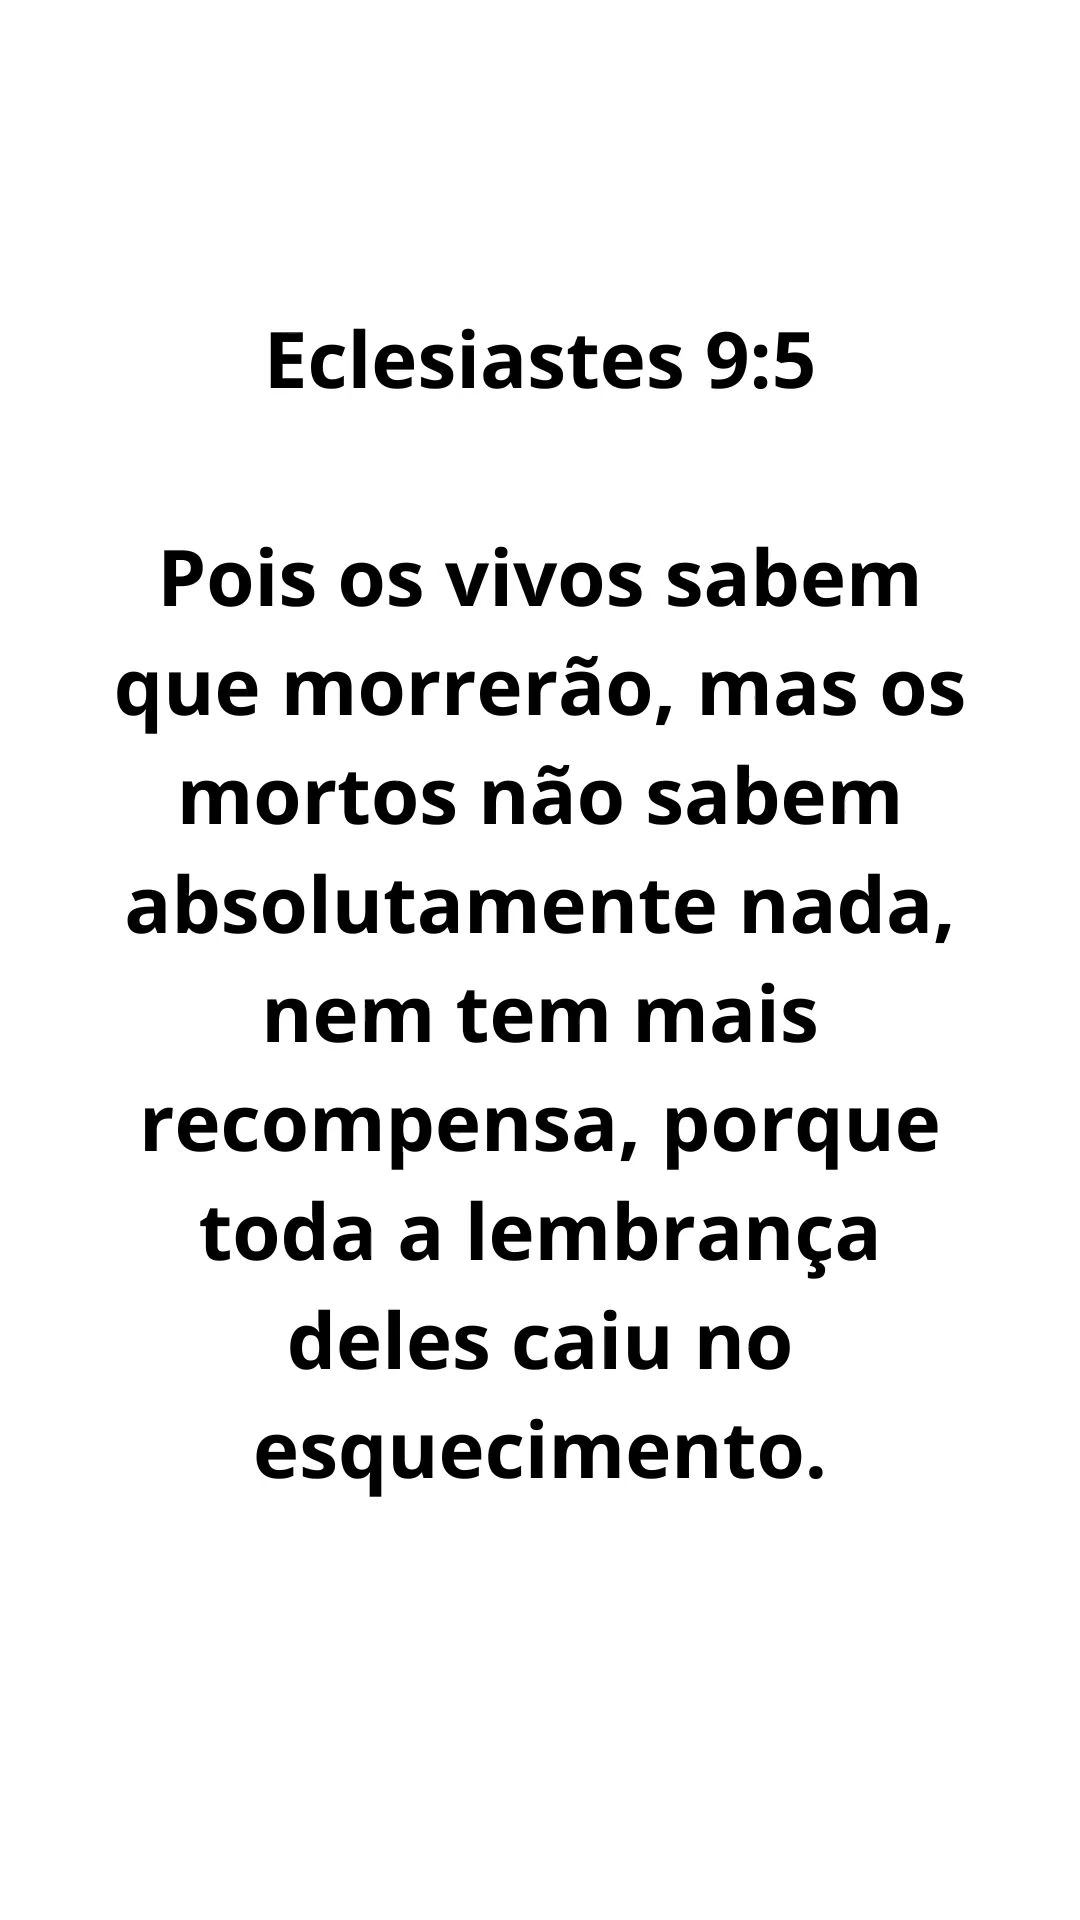 Eclesiastes 9:5
Pois os vivos sabem
que morrerão, mas os
mortos não sabem
absolutamente nada,
nem tem mais
recompensa, porque
toda a lembrança
deles caiu no
esquecimento.